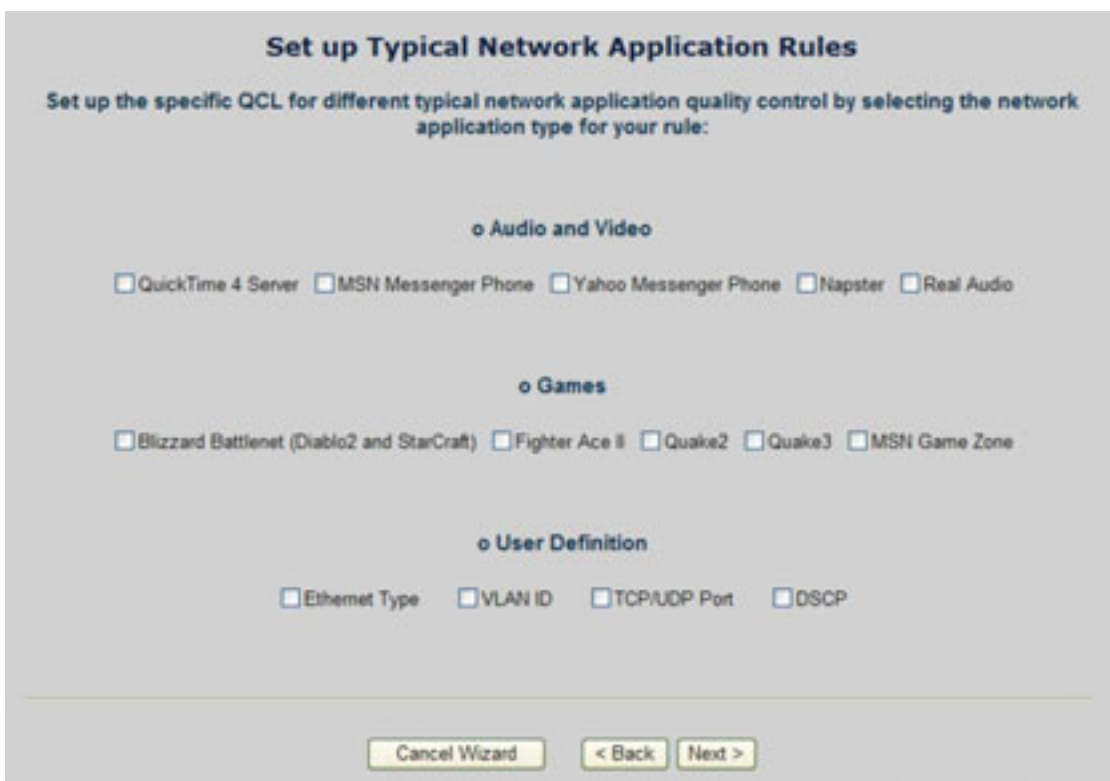 Set up Typical Network Application Rules
Set up the specific QCL for different typical network application quality control by selecting the network
application type for your rule:
o Audio and Video
QuickTime 4 Server MSN Messenger Phone Yahoo Messenger Phone Napster Real Audio
o Games
Blizzard Battlenet (Diablo2 and StarCraft) Fighter Ace II Quake2 Quake3 MSN Game Zone
o User Definition
Ethernet Type VLAN ID TCP/UDP Port DSCP
Cancel Wizard < Back Next >